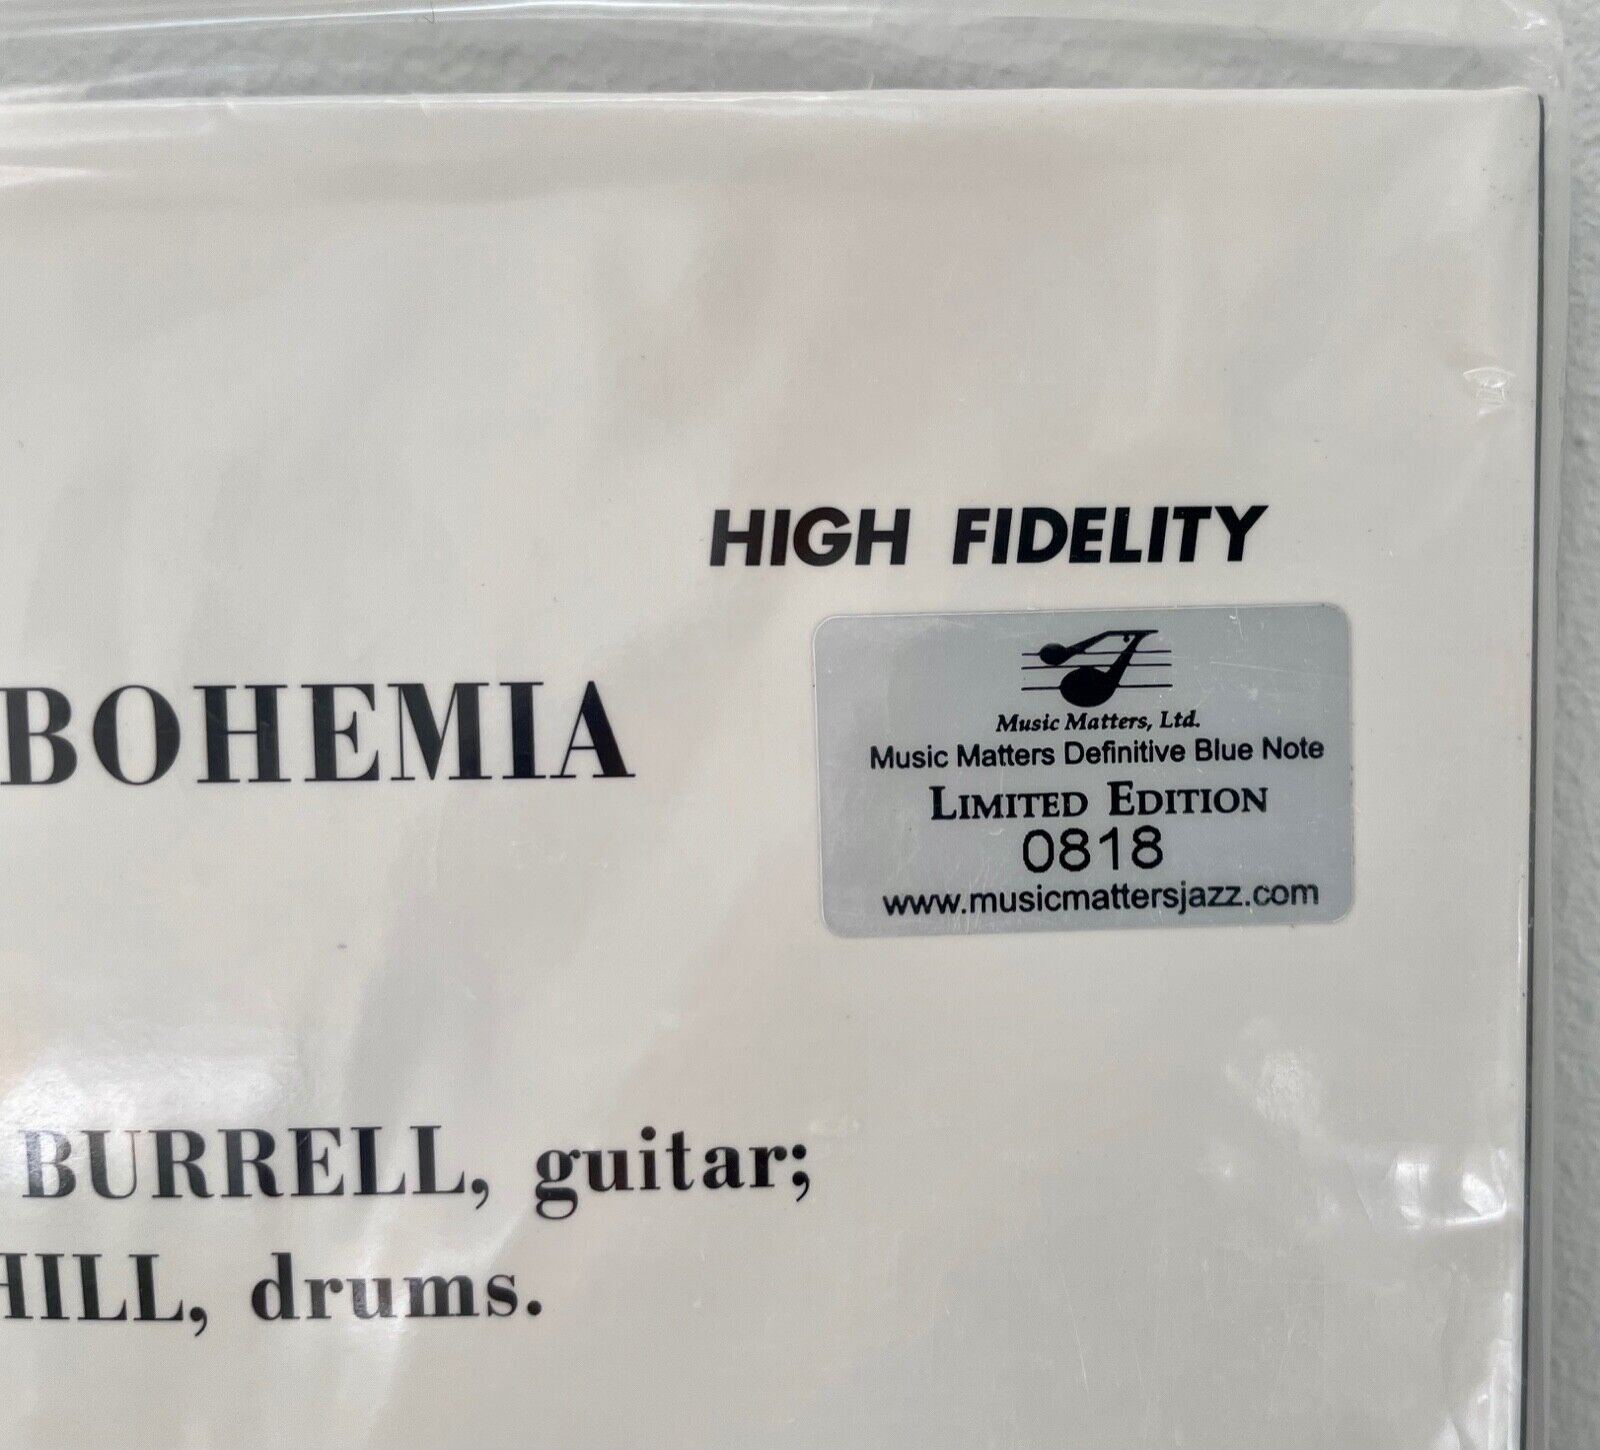 HIGH FIDELITY
BOHEMIA
Music Matters, Ltd.
Music Matters Definitive Blue Note
LIMITED EDITION
0818
www.musicmattersjazz.com
BURRELL, guitar;
HILL, drums.